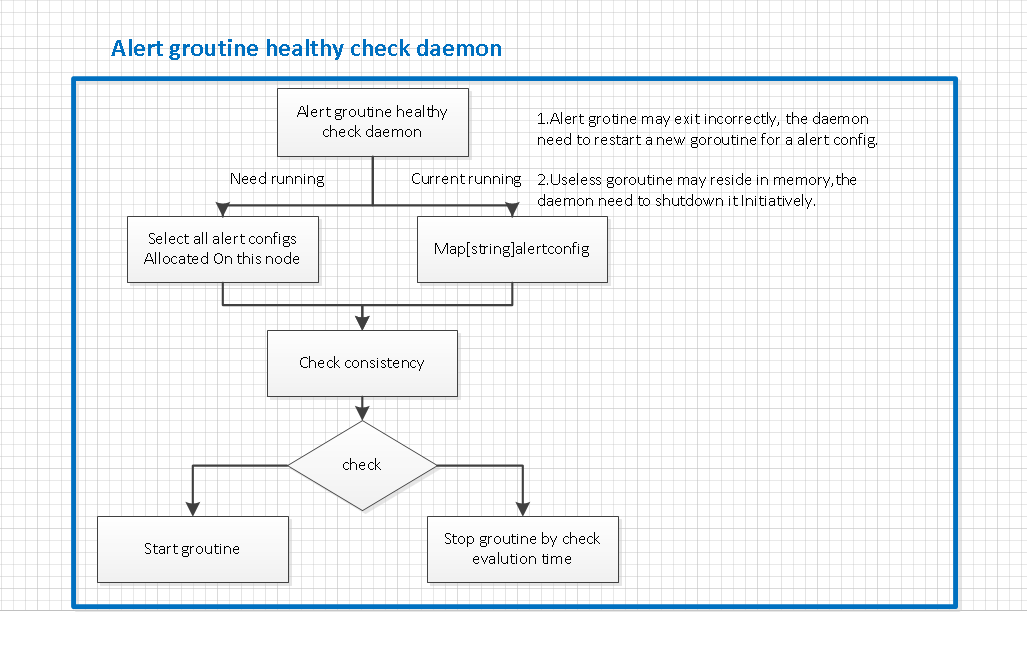 Alert groutine healthy check daemon
Alert groutine healthy
check daemon
1.Alert grotine may exit incorrectly, the daemon
need to restart a new goroutine for a alert config.
Need running
Current running
2.Useless goroutine may reside in memory,the
daemon need to shutdown it Initiatively.
Select all alert configs
Allocated On this node
Map[string]alertconfig
Check consistency
check
Start groutine
Stop groutine by check
evalution time